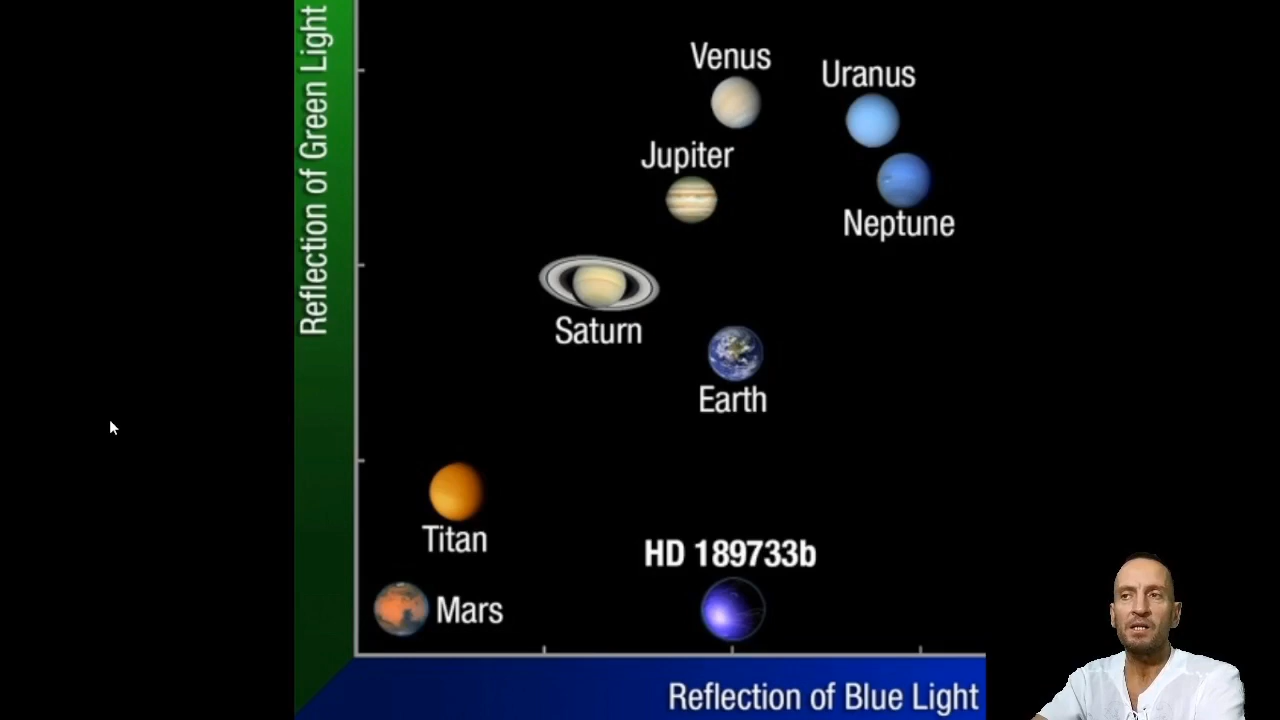 Reflection of Green Light
Venus
Uranus
Jupiter
Neptune
Saturn
Earth
Titan
HD 189733b
Mars
Reflection of Blue Light